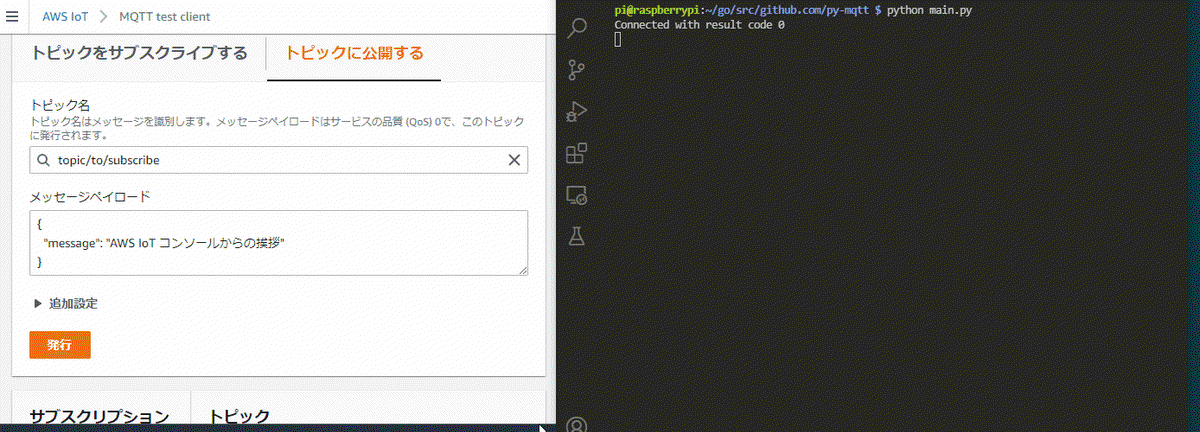 AWS IoT > MQTT test client
トピックをサブスクライブする
トピックに公開する
トピック名
トピック名はメッセージを識別します。メッセージペイロードはサービスの品質 (QoS) 0で、このトピック
に発行されます。
topic/to/subscribe
メッセージペイロード
{
"message": "AWS IoT コンソールからの挨拶"
}
追加設定
発行
サブスクリプション
トピック
pi@raspberrypi:~/go/src/github.com/py-mqtt $ python main.py
Connected with result code 0